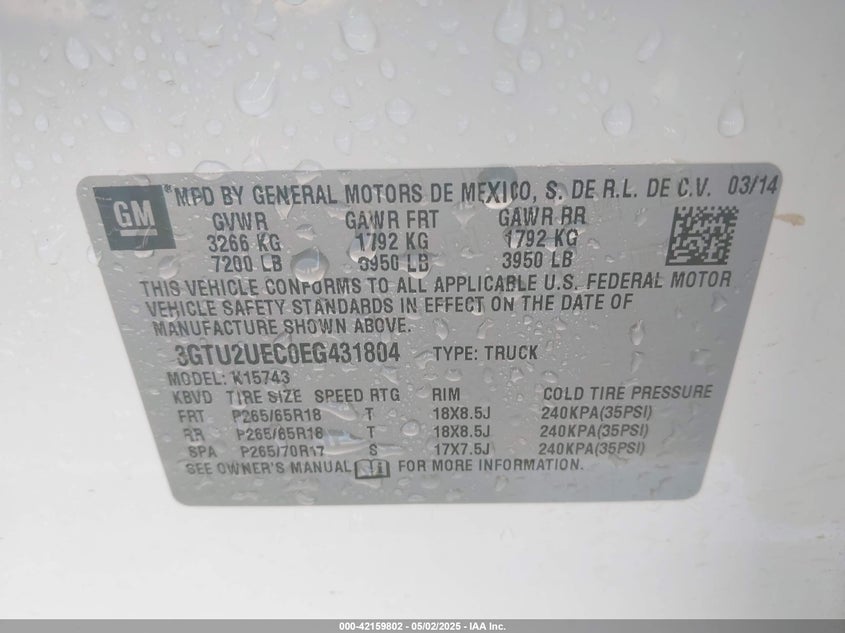 GM
*MFD BY GENERAL MOTORS DE MEXICO, S. DE R.L. DE C.V. 03/14
GVWR GAWR FRT GAWR RR
3266 KG 1792 KG 1792 KG
7200 LB 3950 LB 3950 LB
THIS VEHICLE CONFORMS TO ALL APPLICABLE U.S. FEDERAL MOTOR
VEHICLE SAFETY STANDARDS IN EFFECT ON THE DATE OF
MANUFACTURE SHOWN ABOVE.
3GTU2UEC0EG431804 TYPE: TRUCK
MODEL: K15743
KBVD TIRE SIZE SPEED RTG RIM COLD TIRE PRESSURE
FRT P265/65R18 T 18X8.5J 240KPA(35PSI)
RR P265/65R18 T 18X8.5J 240KPA(35PSI)
SPA P265/70R17 S 17X7.5J 240KPA(35PSI)
SEE OWNER'S MANUAL FOR MORE INFORMATION.
000-42159802 - 05/02/2025 - IAA Inc.